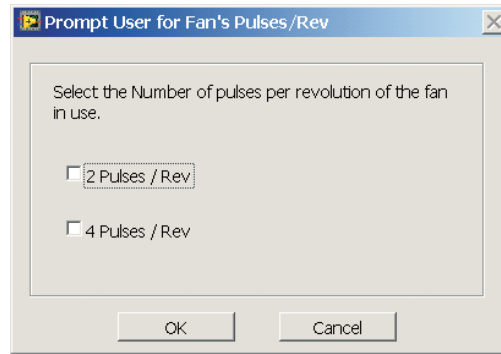 Prompt User for Fan's Pulses/Rev
Select the Number of pulses per revolution of the fan
in use.
2 Pulses / Rev
4 Pulses / Rev
OK
Cancel